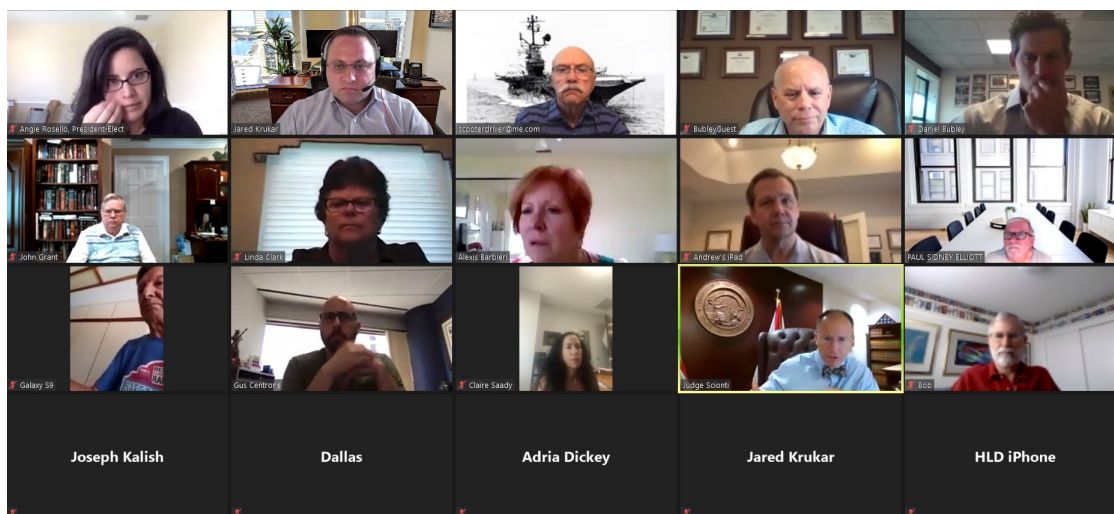 Angie Rosello, President-Elect
Jared Krukar
scooterdriver@me.com
BubleyGuest
Daniel Bubley
John Grant
Linda Clark
Alexis Barbieri
Andrew's iPad
PAUL SIDNEY ELLIOTT
Galaxy S9
Gus Centrone
Claire Saady
Judge Scionti
Bob
Joseph Kalish
Dallas
Adria Dickey
Jared Krukar
HLD iPhone